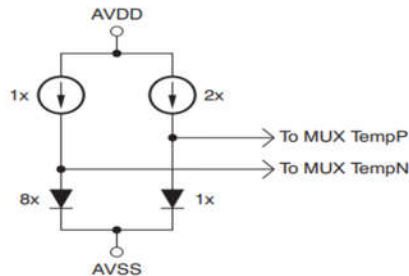 AVDD
1x
2x
To MUX TempP
To MUX TempN
8x
1x
AVSS